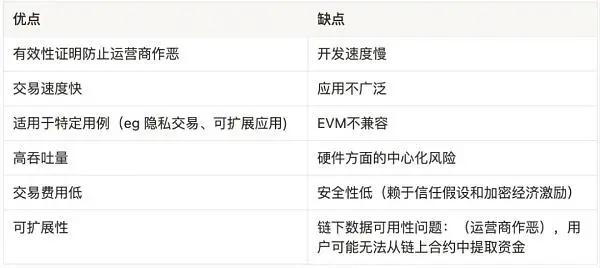 优点 缺点
有效性证明防止运营商作恶 开发速度慢
交易速度快 应用不广泛
适用于特定用例（eg 隐私交易、可扩展应用) EVM不兼容
高吞吐量 硬件方面的中心化风险
交易费用低 安全性低（赖于信任假设和加密经济激励）
可扩展性 链下数据可用性问题：（运营商作恶），用
户可能无法从链上合约中提取资金